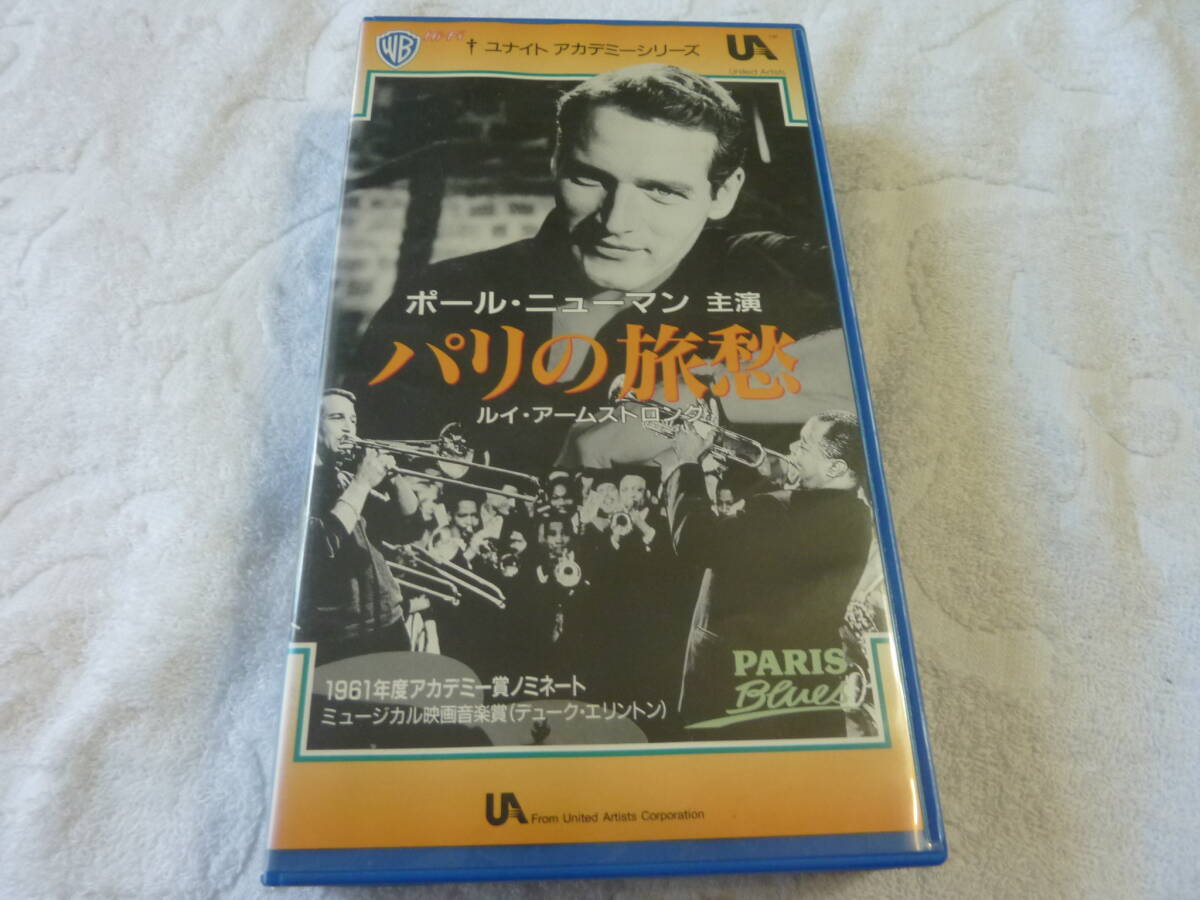 WB Hi-Fi † ユナイト アカデミーシリーズ UA
United Artists
ポール・ニューマン 主演
パリの旅愁
ルイ・アームストロング
PARIS
Blues
1961年度アカデミー賞ノミネート
ミュージカル映画音楽賞(デューク・エリントン)
UA From United Artists Corporation